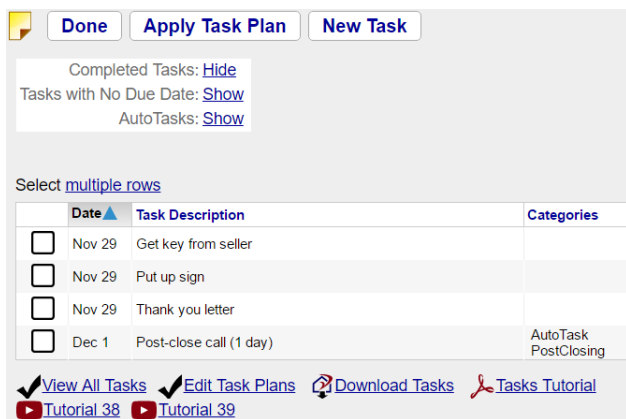 Done Apply Task Plan New Task
Completed Tasks: Hide
Tasks with No Due Date: Show
AutoTasks: Show
Select multiple rows
Date Task Description Categories
Nov 29 Get key from seller
Nov 29 Put up sign
Nov 29 Thank you letter
Dec 1 Post-close call (1 day) AutoTask
PostClosing
View All Tasks Edit Task Plans Download Tasks Tasks Tutorial
Tutorial 38 Tutorial 39